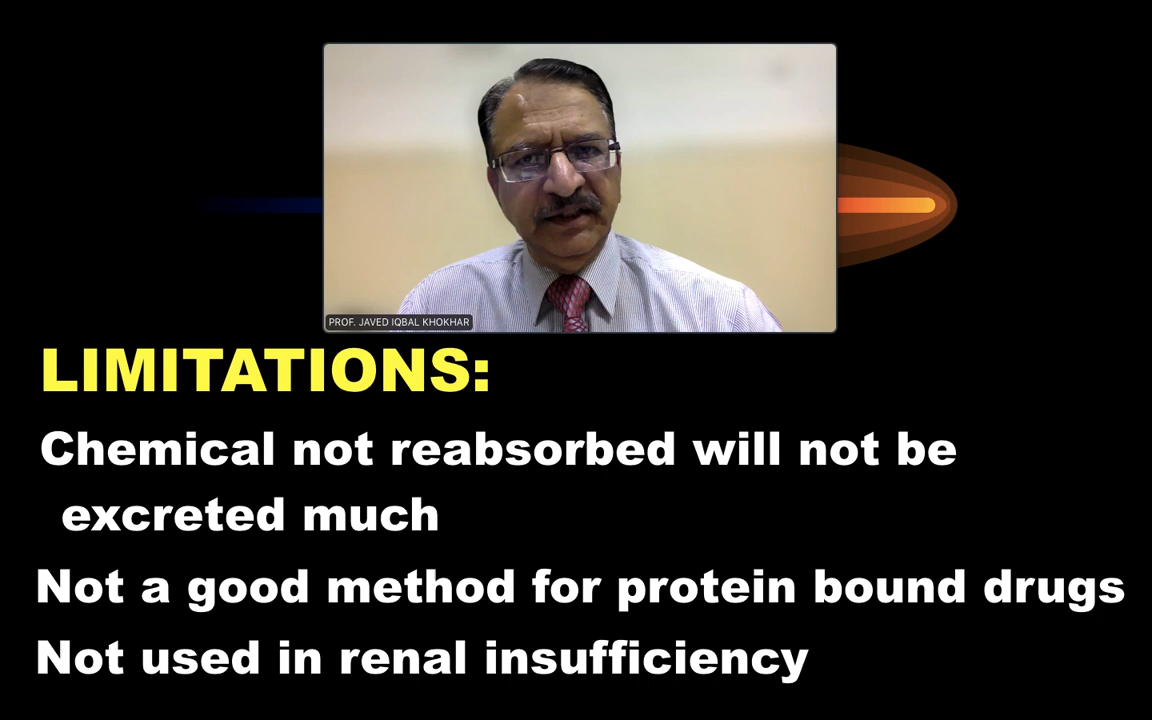 PROF. JAVED IQBAL KHOKHAR
LIMITATIONS:
Chemical not reabsorbed will not be
excreted much
Not a good method for protein bound drugs
Not used in renal insufficiency